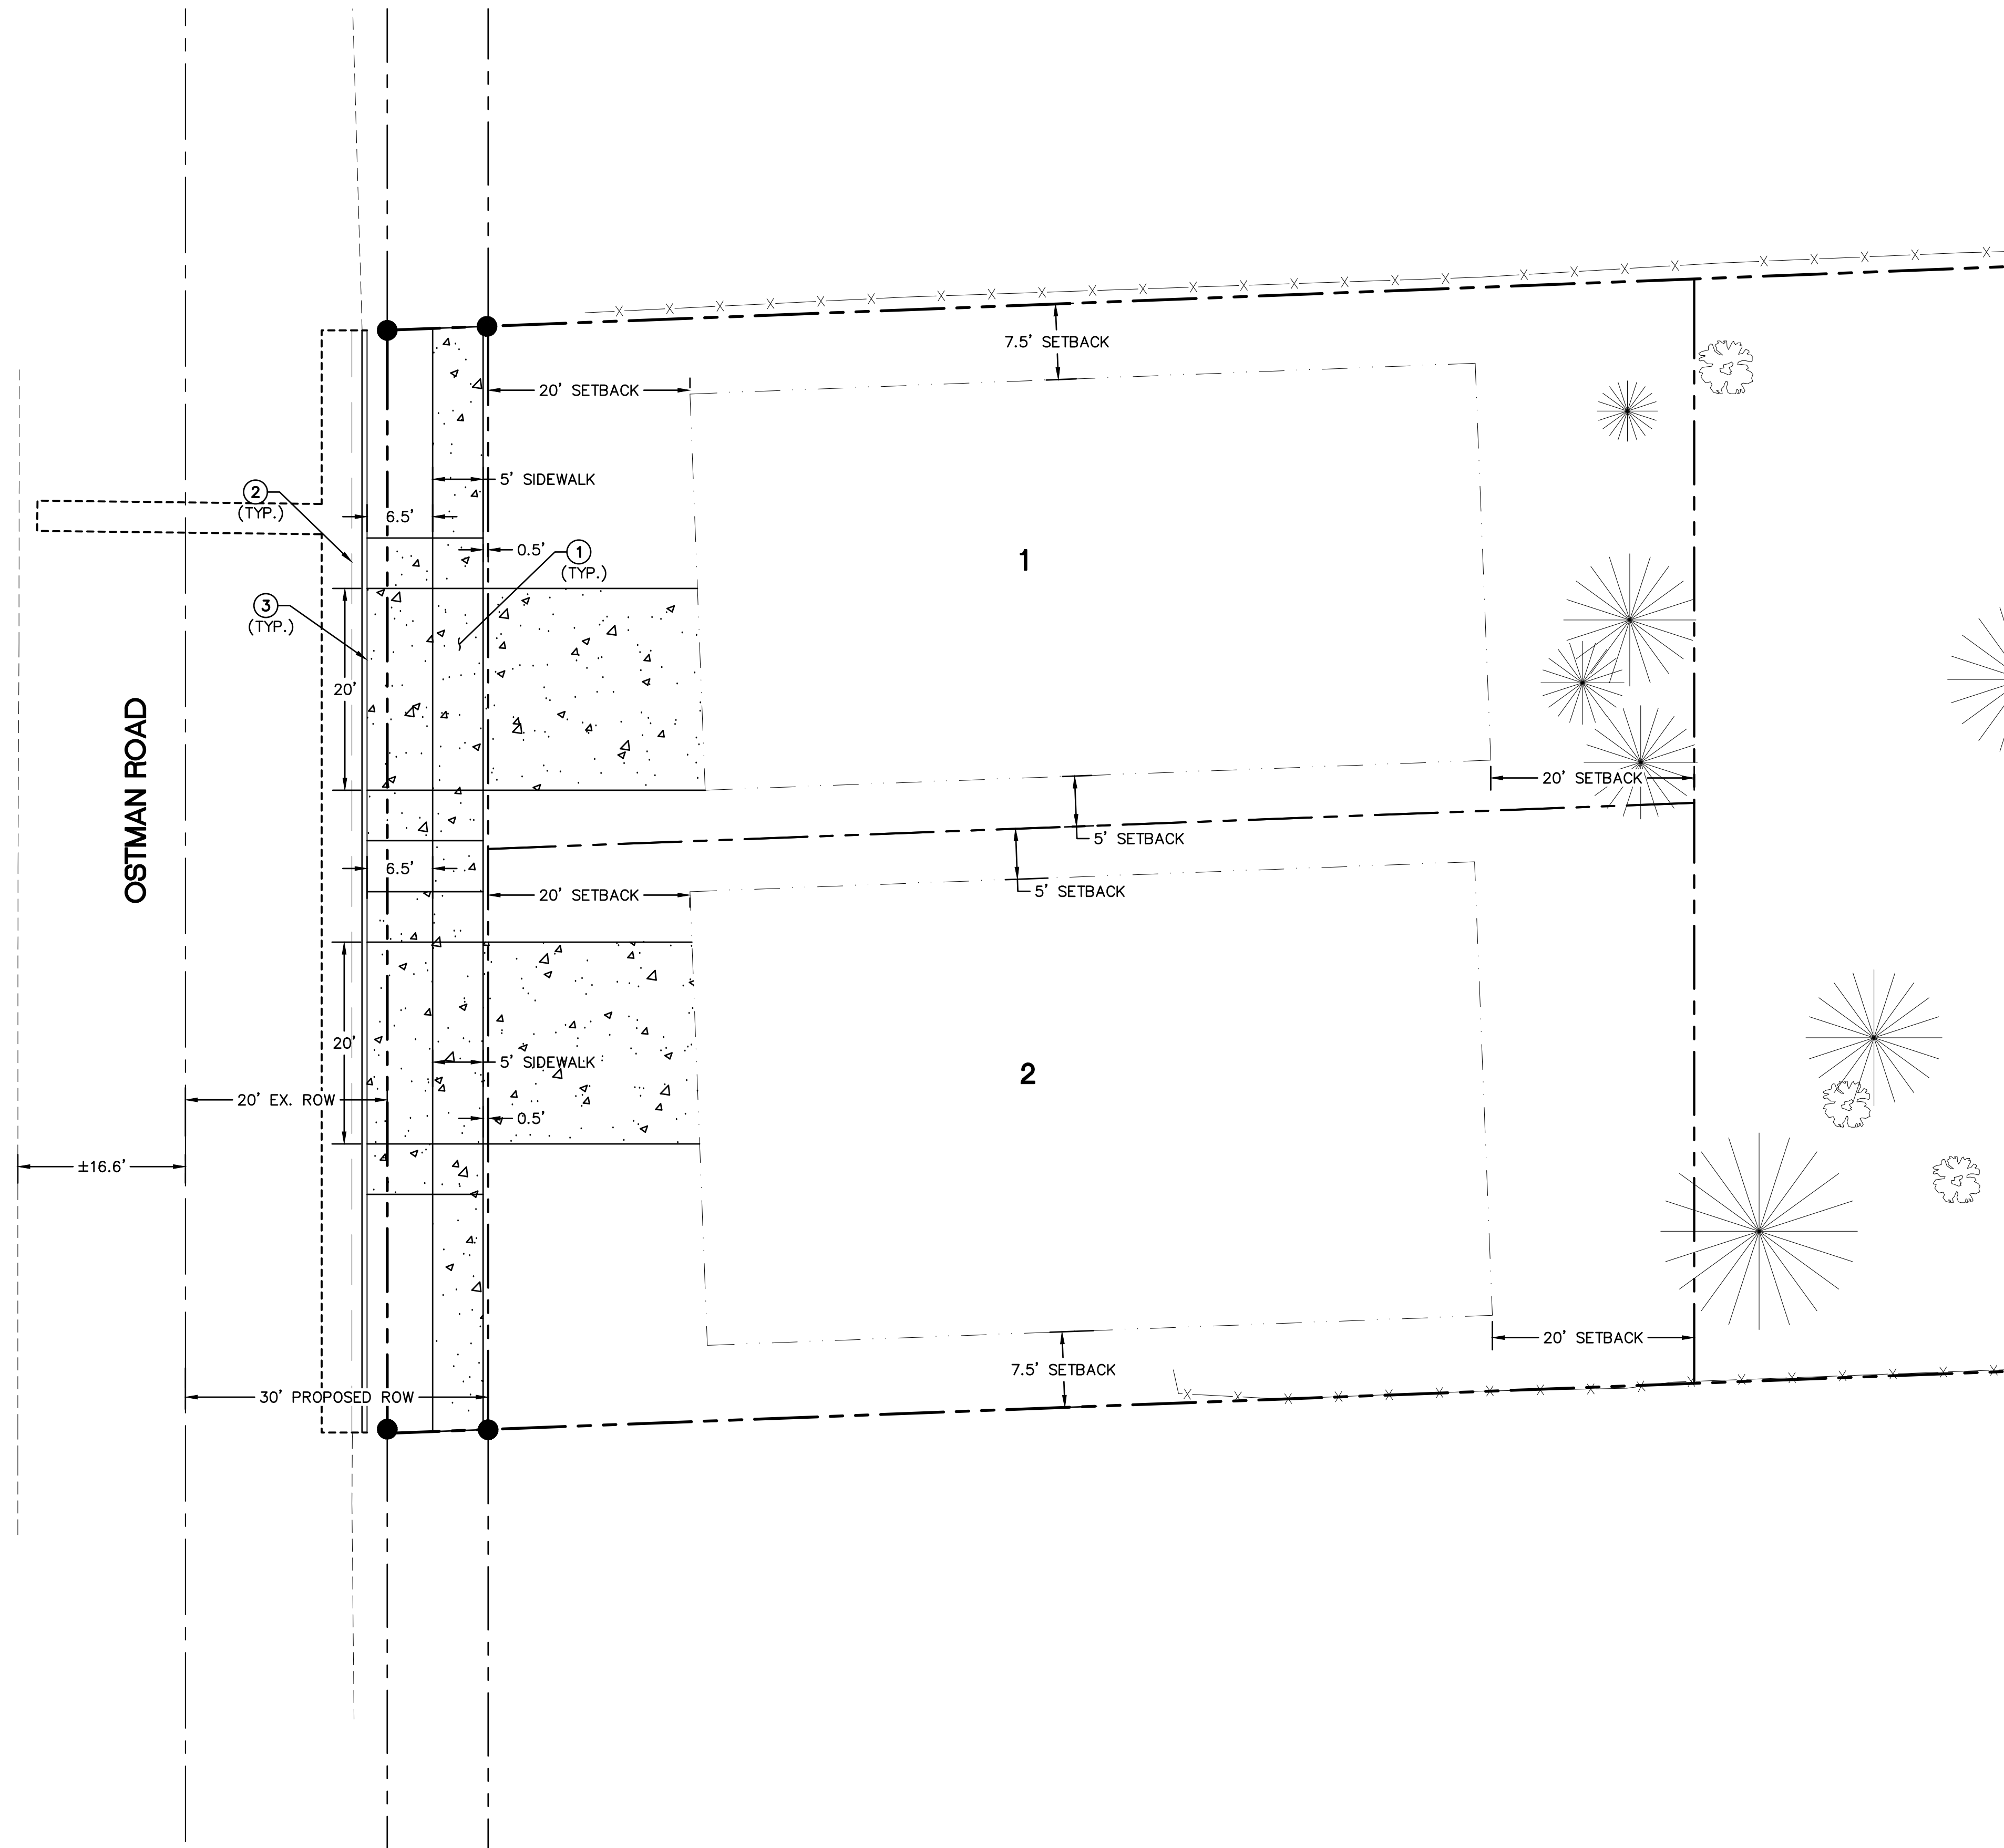 7.5' SETBACK
20' SETBACK
5' SIDEWALK
2
(TYP.)
6.5'
0.5'
1
(TYP.)
1
3
(TYP.)
20'
OSTMAN ROAD
20' SETBACK
5' SETBACK
6.5'
5' SETBACK
20' SETBACK
20'
5' SIDEWALK
2
20' EX. ROW
0.5'
±16.6'
20' SETBACK
7.5' SETBACK
30' PROPOSED ROW